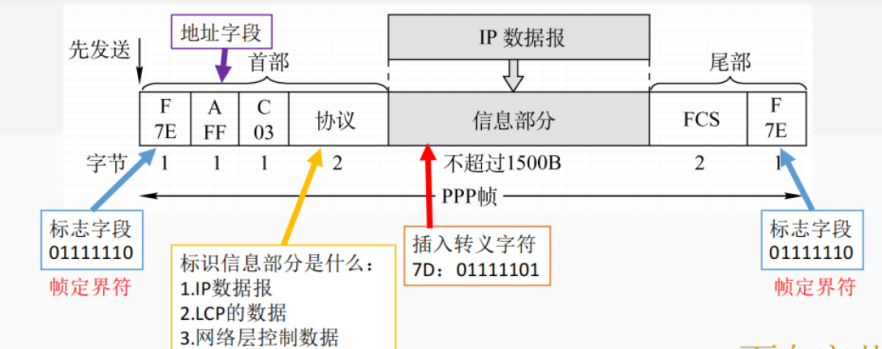 地址字段
IP 数据报
先发送
首部
尾部
F
7E
A
FF
C
03
协议
信息部分
FCS
F
7E
字节
1
1
1
2
不超过1500B
2
1
PPP帧
标志字段
01111110
帧定界符
标识信息部分是什么：
1.IP数据报
2.LCP的数据
3.网络层控制数据
插入转义字符
7D：01111101
标志字段
01111110
帧定界符